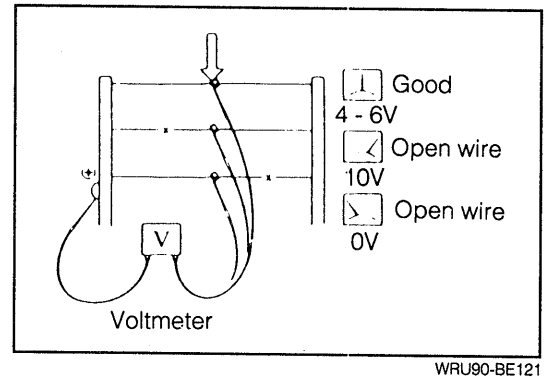 Good
4 - 6V
Open wire
10V
Open wire
0V
(+)
V
Voltmeter
WRU90-BE121